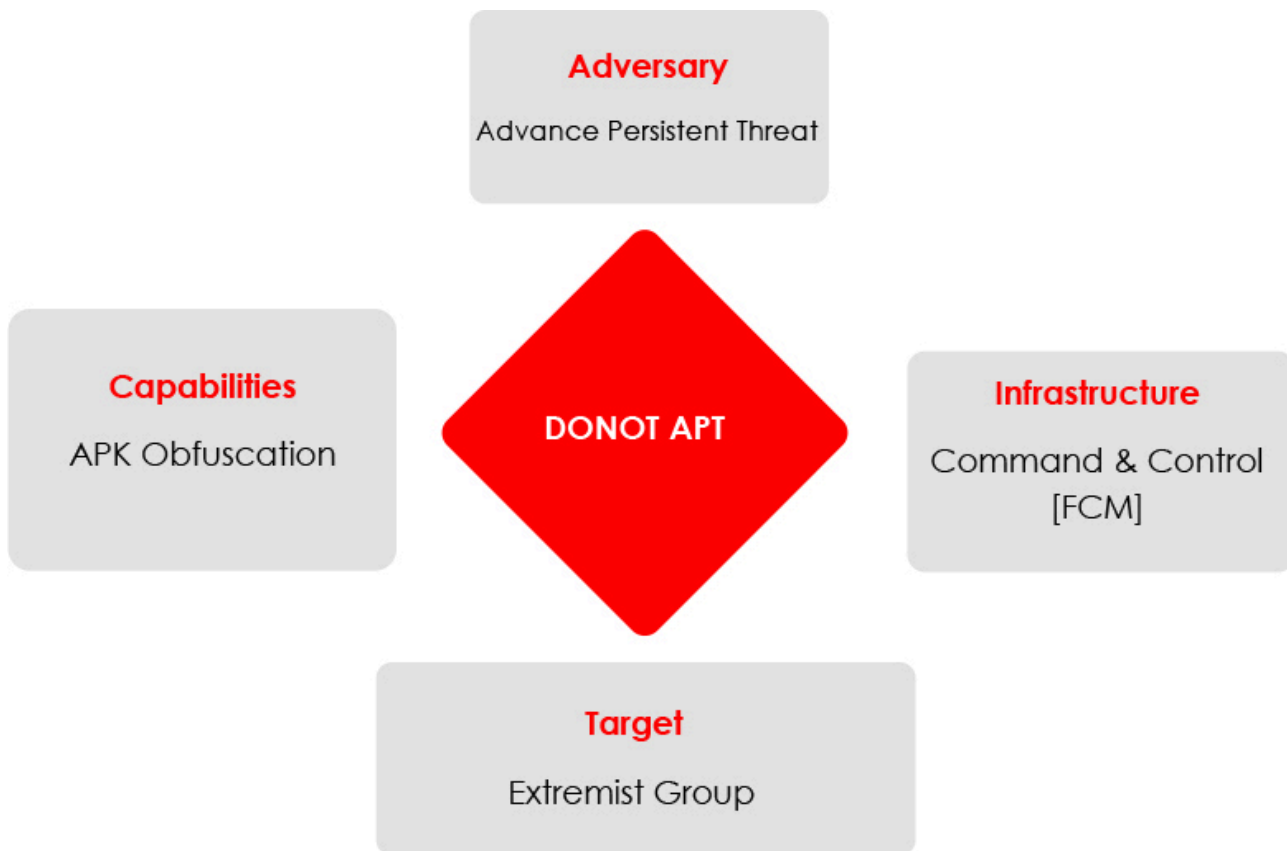 Adversary
Advance Persistent Threat
Capabilities
APK Obfuscation
DONOT APT
Infrastructure
Command & Control
[FCM]
Target
Extremist Group